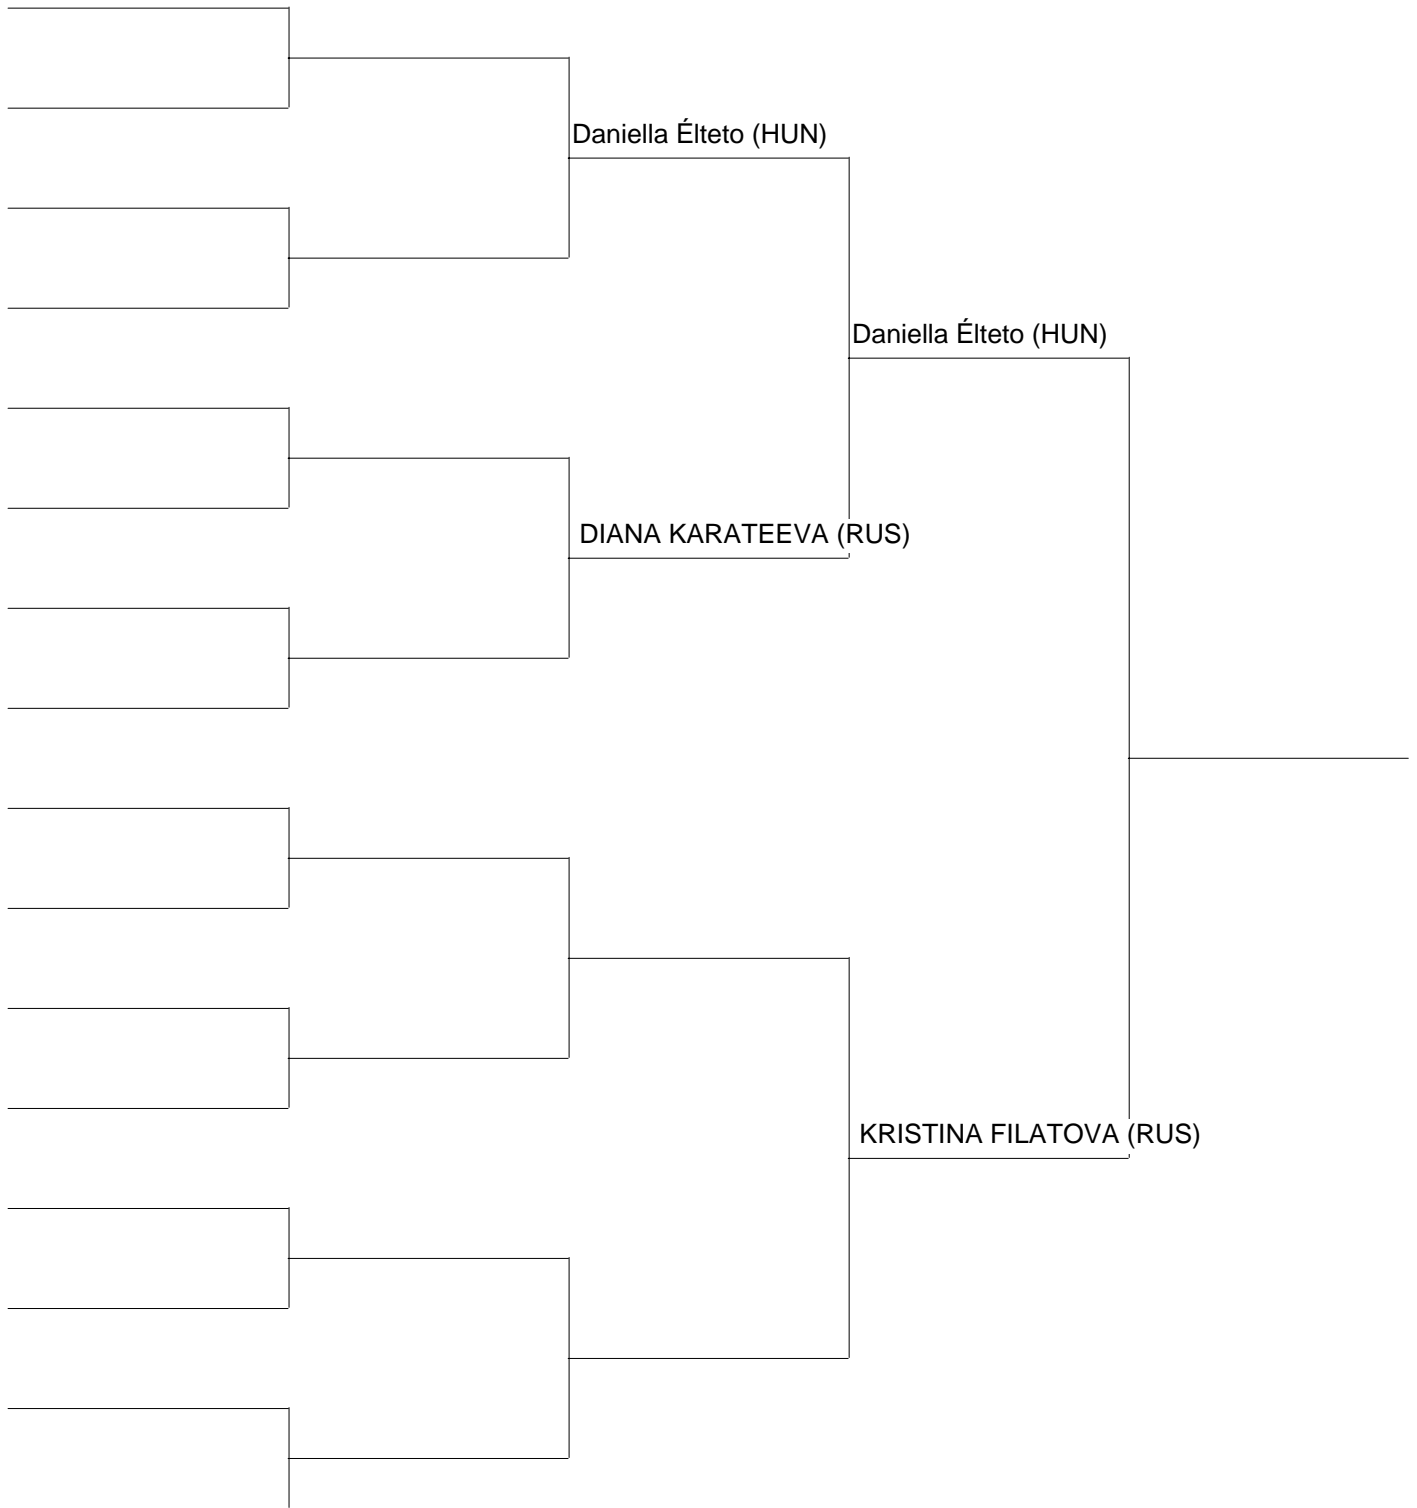 Daniella Élteto (HUN)
Daniella Élteto (HUN)
DIANA KARATEEVA (RUS)
KRISTINA FILATOVA (RUS)